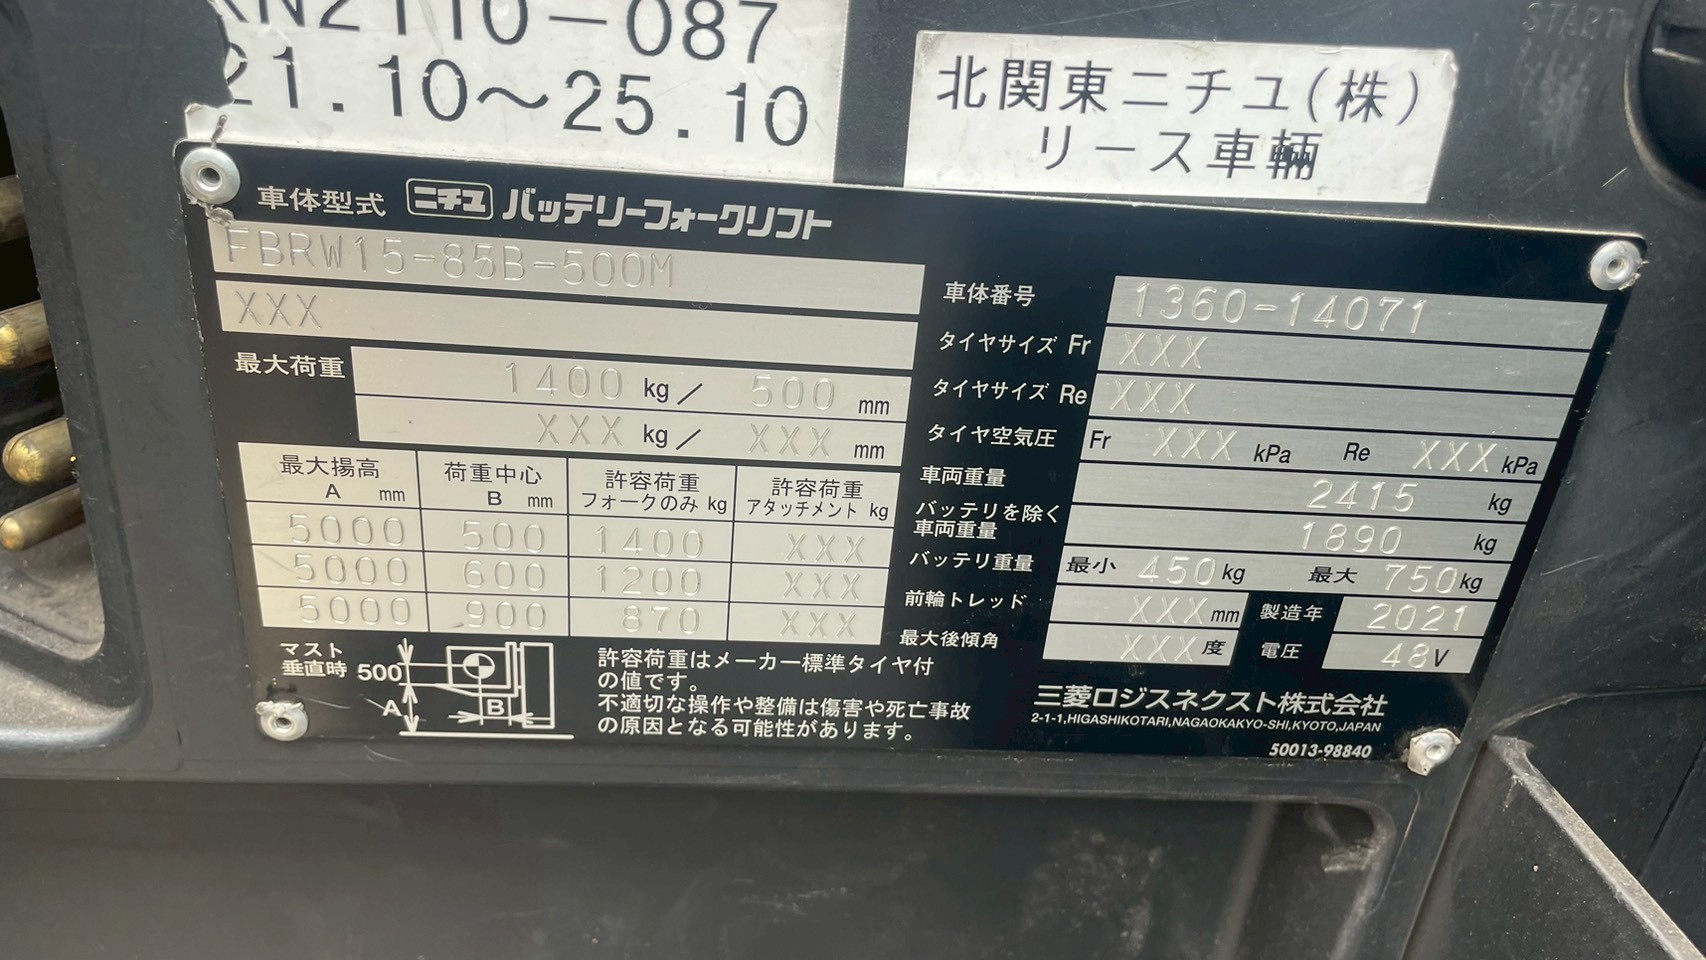 KN2110-087
21.10～25.10
北関東ニチユ(株)
リース車輌
START
車体型式 ニチユ バッテリーフォークリフト
FBRW15-85B-500M
XXX
最大荷重 1400 kg／ 500 mm
XXX kg／ XXX mm
最大揚高 A mm 荷重中心 B mm 許容荷重 フォークのみ kg 許容荷重 アタッチメント kg
5000 500 1400 XXX
5000 600 1200 XXX
5000 900 870 XXX
マスト
垂直時 500
A B
許容荷重はメーカー標準タイヤ付
の値です。
不適切な操作や整備は傷害や死亡事故
の原因となる可能性があります。
車体番号 1360-14071
タイヤサイズ Fr XXX
タイヤサイズ Re XXX
タイヤ空気圧 Fr XXX kPa Re XXX kPa
車両重量 2415 kg
バッテリを除く
車両重量 1890 kg
バッテリ重量 最小 450kg 最大 750kg
前輪トレッド XXX mm 製造年 2021
最大後傾角 XXX 度 電圧 48V
三菱ロジスネクスト株式会社
2-1-1,HIGASHIKOTARI,NAGAOKAKYO-SHI,KYOTO,JAPAN
50013-98840